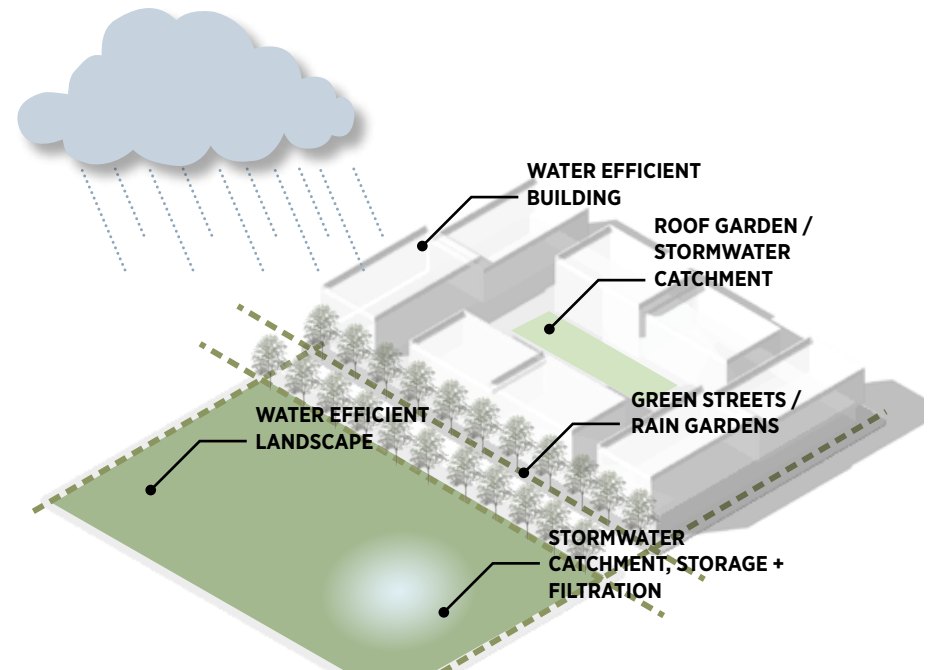 WATER EFFICIENT
BUILDING
ROOF GARDEN /
STORMWATER
CATCHMENT
GREEN STREETS /
RAIN GARDENS
WATER EFFICIENT
LANDSCAPE
STORMWATER
CATCHMENT, STORAGE +
FILTRATION